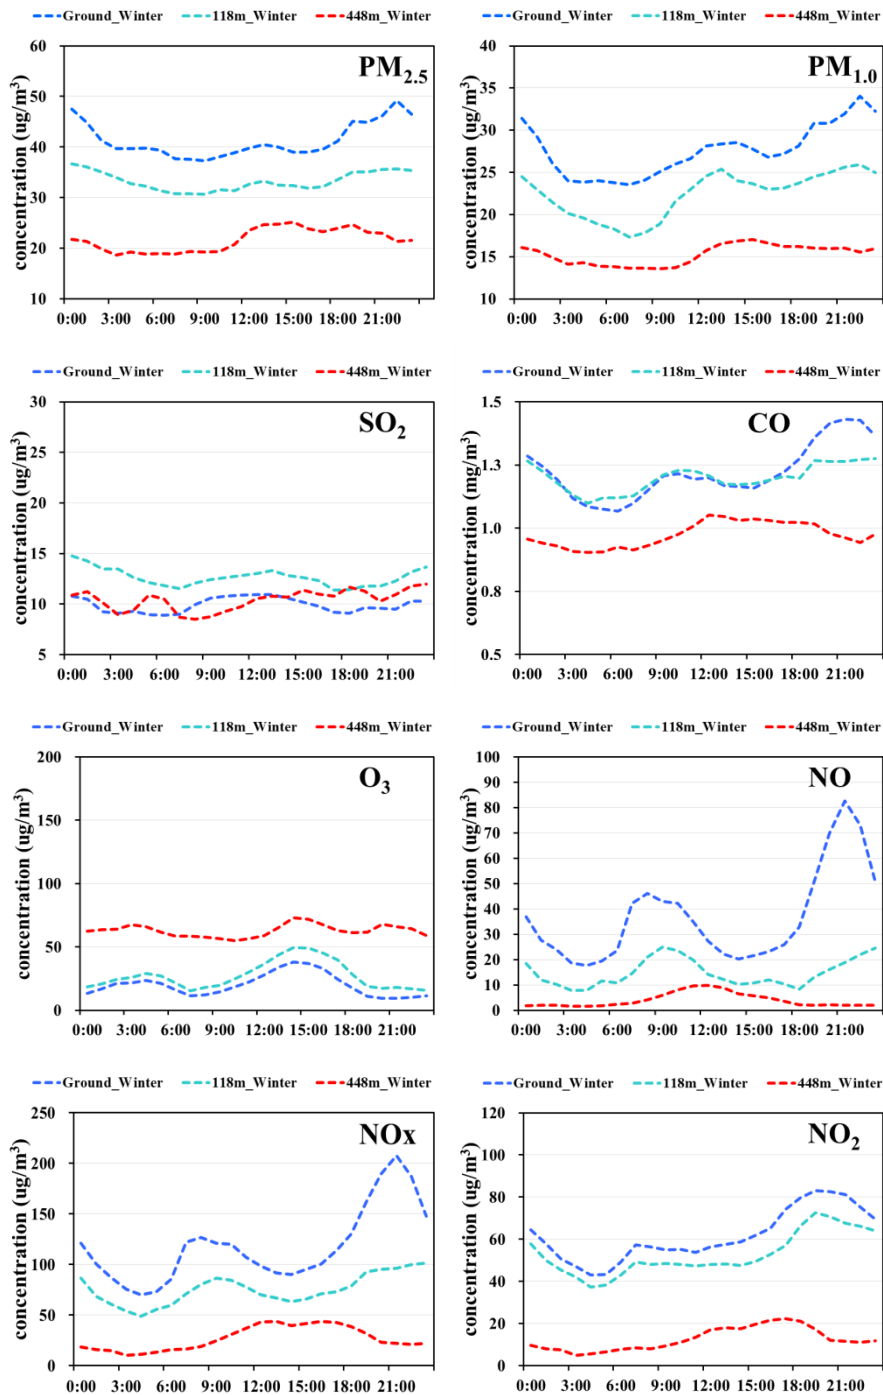 Ground_Winter 118m_Winter 448m_Winter
PM2.5
concentration (ug/m3)
60
50
40
30
20
10
0:00 3:00 6:00 9:00 12:00 15:00 18:00 21:00
Ground_Winter 118m_Winter 448m_Winter
PM1.0
concentration (ug/m3)
40
35
30
25
20
15
10
0:00 3:00 6:00 9:00 12:00 15:00 18:00 21:00
Ground_Winter 118m_Winter 448m_Winter
SO2
concentration (ug/m3)
30
25
20
15
10
5
0:00 3:00 6:00 9:00 12:00 15:00 18:00 21:00
Ground_Winter 118m_Winter 448m_Winter
CO
concentration (mg/m3)
1.5
1.3
1.0
0.8
0.5
0:00 3:00 6:00 9:00 12:00 15:00 18:00 21:00
Ground_Winter 118m_Winter 448m_Winter
O3
concentration (ug/m3)
200
150
100
50
0
0:00 3:00 6:00 9:00 12:00 15:00 18:00 21:00
Ground_Winter 118m_Winter 448m_Winter
NO
concentration (ug/m3)
100
90
80
70
60
50
40
30
20
10
0
0:00 3:00 6:00 9:00 12:00 15:00 18:00 21:00
Ground_Winter 118m_Winter 448m_Winter
NOx
concentration (ug/m3)
250
200
150
100
50
0
0:00 3:00 6:00 9:00 12:00 15:00 18:00 21:00
Ground_Winter 118m_Winter 448m_Winter
NO2
concentration (ug/m3)
120
100
80
60
40
20
0
0:00 3:00 6:00 9:00 12:00 15:00 18:00 21:00